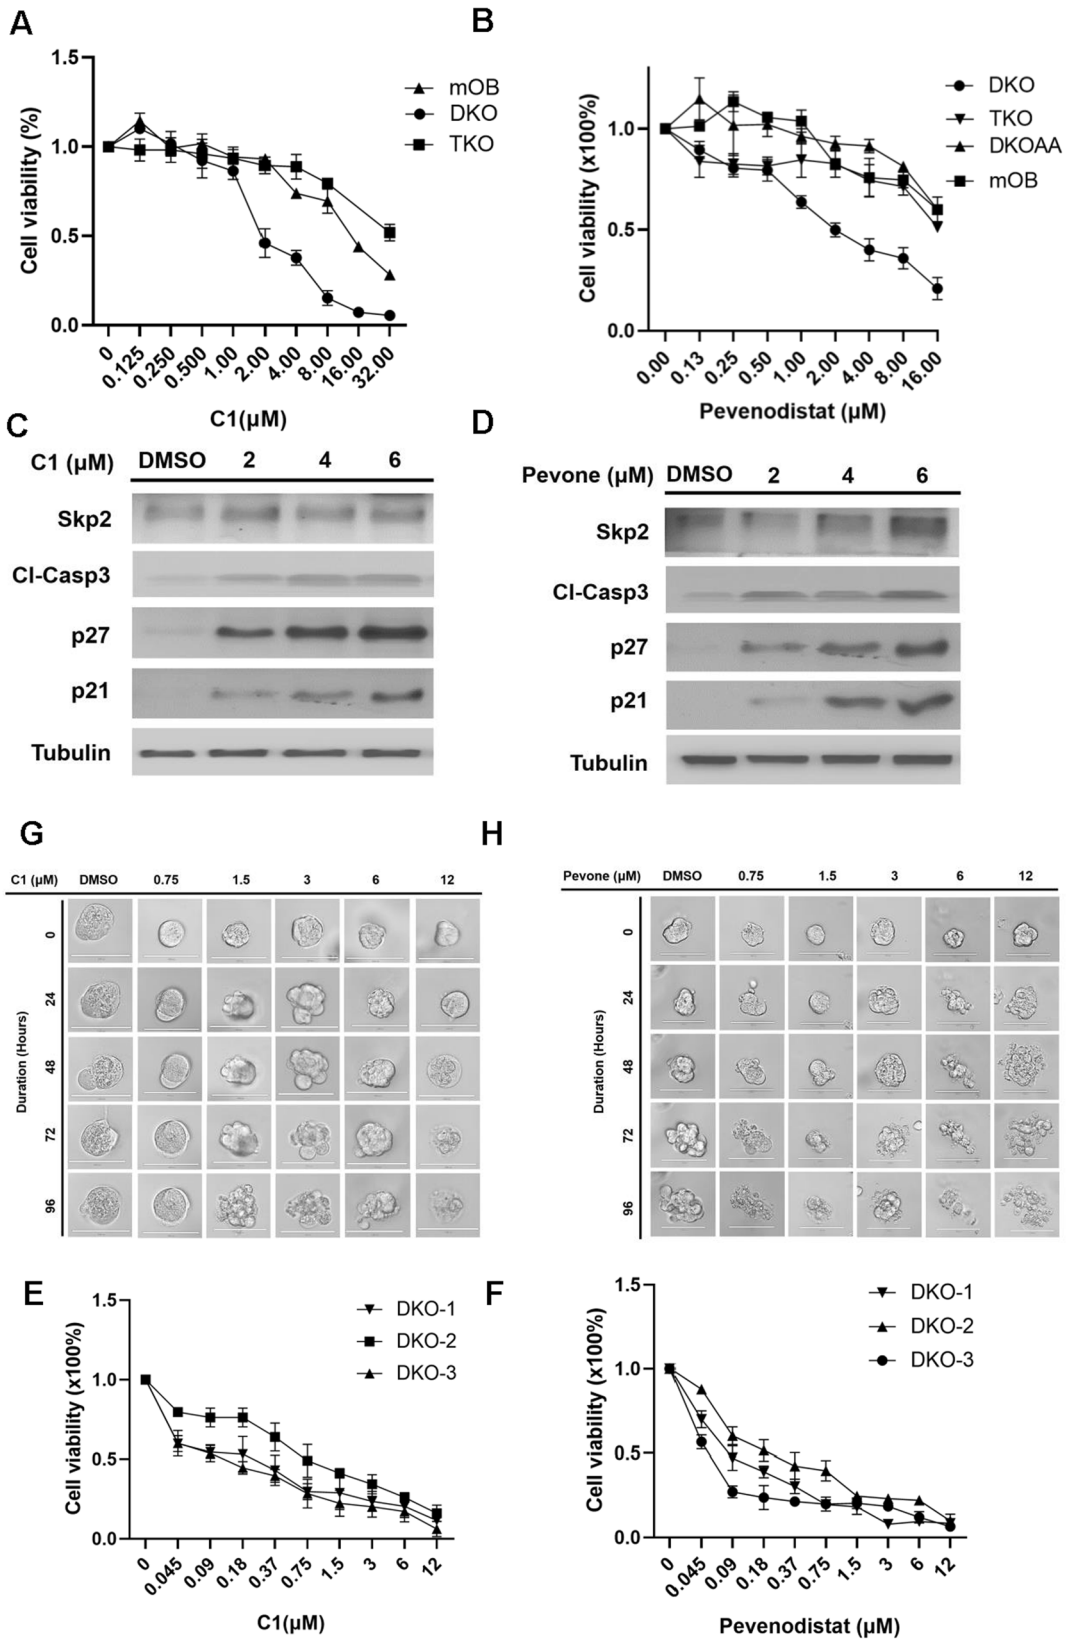 A
1.5
1.0
0.5
0.0
Cell viability (%)
mOB
DKO
TKO
0
0.125
0.250
0.500
1.00
2.00
4.00
8.00
16.00
32.00
C1(μM)
B
1.0
0.5
0.0
Cell viability (x100%)
DKO
TKO
DKOAA
mOB
0.00
0.13
0.25
0.50
1.00
2.00
4.00
8.00
16.00
Pevenodistat (μM)
C
C1 (μM) DMSO 2 4 6
Skp2
Cl-Casp3
p27
p21
Tubulin
D
Pevone (μM) DMSO 2 4 6
Skp2
Cl-Casp3
p27
p21
Tubulin
G
C1 (μM) DMSO 0.75 1.5 3 6 12
Duration (Hours)
0
24
48
72
96
H
Pevone (μM) DMSO 0.75 1.5 3 6 12
Duration (Hours)
0
24
48
72
96
E
1.5
1.0
0.5
0.0
Cell viability (x100%)
DKO-1
DKO-2
DKO-3
0
0.045
0.09
0.18
0.37
0.75
1.5
3
6
12
C1(μM)
F
1.5
1.0
0.5
0.0
Cell viability (x100%)
DKO-1
DKO-2
DKO-3
0
0.045
0.09
0.18
0.37
0.75
1.5
3
6
12
Pevenodistat (μM)